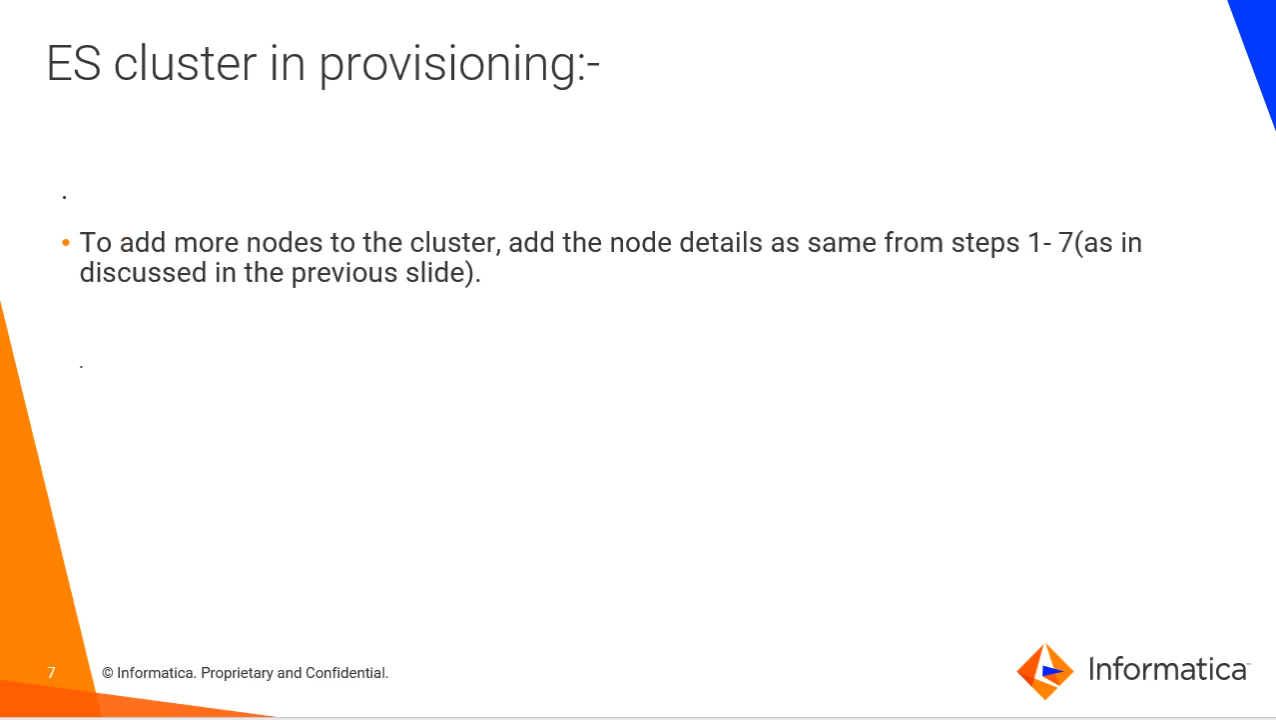 ES cluster in provisioning:-
.
• To add more nodes to the cluster, add the node details as same from steps 1- 7(as in
discussed in the previous slide).
.
7
© Informatica. Proprietary and Confidential.
Informatica™